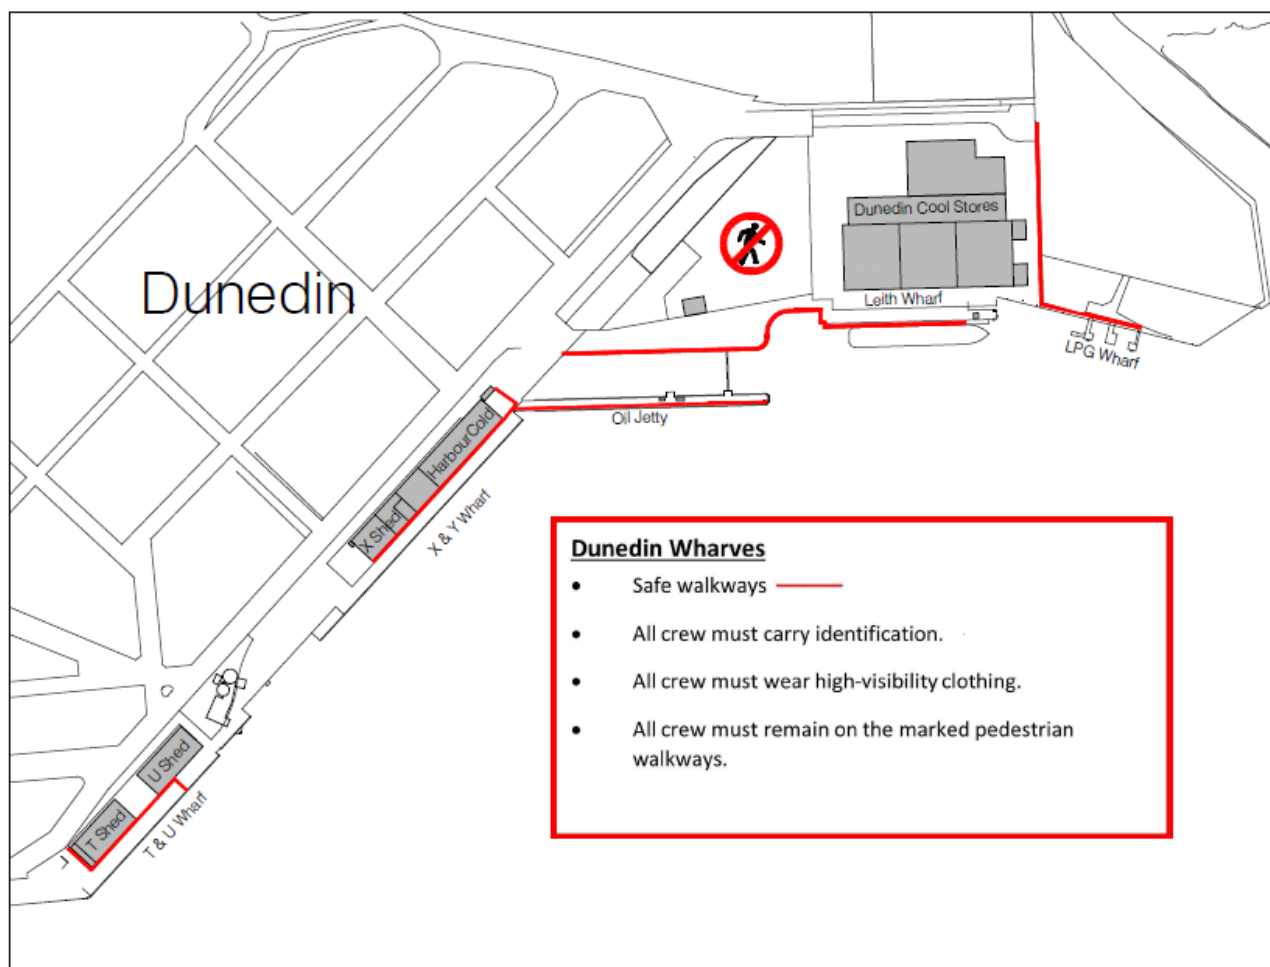 Dunedin
Dunedin Cool Stores
Leith Wharf
LPG Wharf
Oil Jetty
HarbourCold
X Shed
X & Y Wharf
U Shed
T Shed
T & U Wharf
Dunedin Wharves
• Safe walkways
• All crew must carry identification.
• All crew must wear high-visibility clothing.
• All crew must remain on the marked pedestrian
walkways.